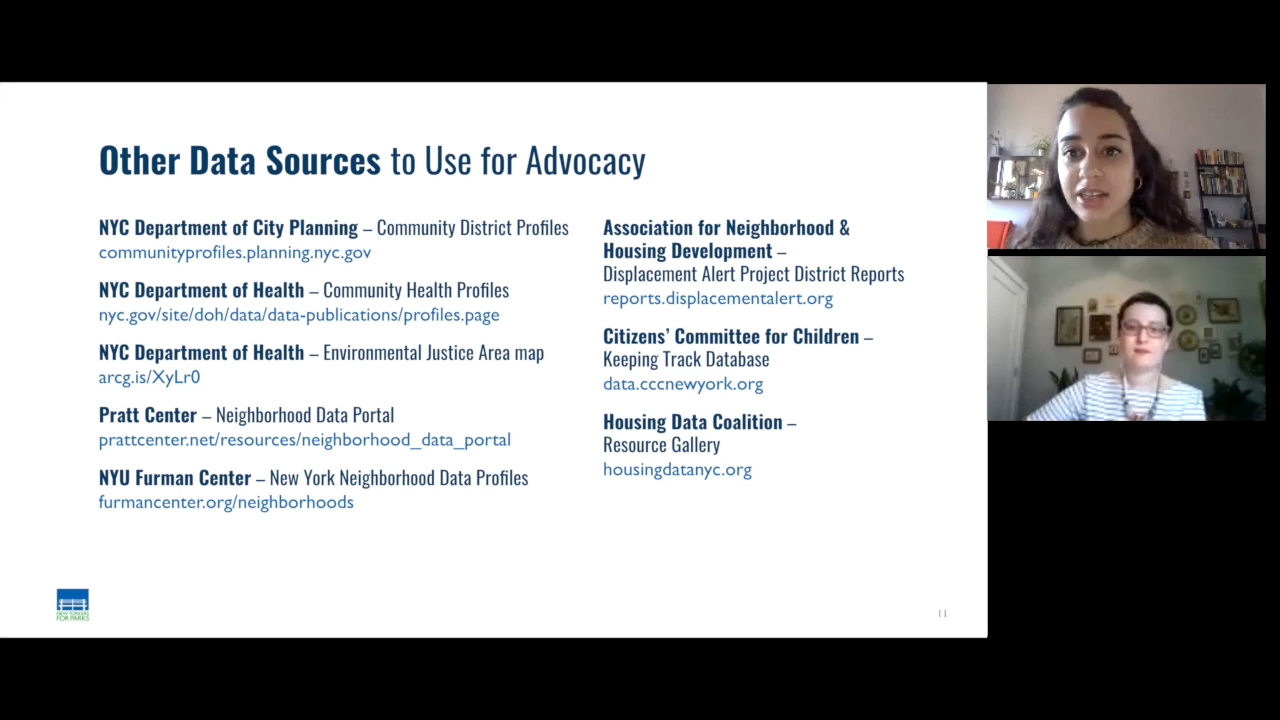 Other Data Sources to Use for Advocacy
NYC Department of City Planning – Community District Profiles
communityprofiles.planning.nyc.gov
NYC Department of Health – Community Health Profiles
nyc.gov/site/doh/data/data-publications/profiles.page
NYC Department of Health – Environmental Justice Area map
arcg.is/XyLr0
Pratt Center – Neighborhood Data Portal
prattcenter.net/resources/neighborhood_data_portal
NYU Furman Center – New York Neighborhood Data Profiles
furmancenter.org/neighborhoods
Association for Neighborhood &
Housing Development –
Displacement Alert Project District Reports
reports.displacementalert.org
Citizens’ Committee for Children –
Keeping Track Database
data.cccnewyork.org
Housing Data Coalition –
Resource Gallery
housingdatanyc.org
NEW YORKERS
FOR PARKS
11